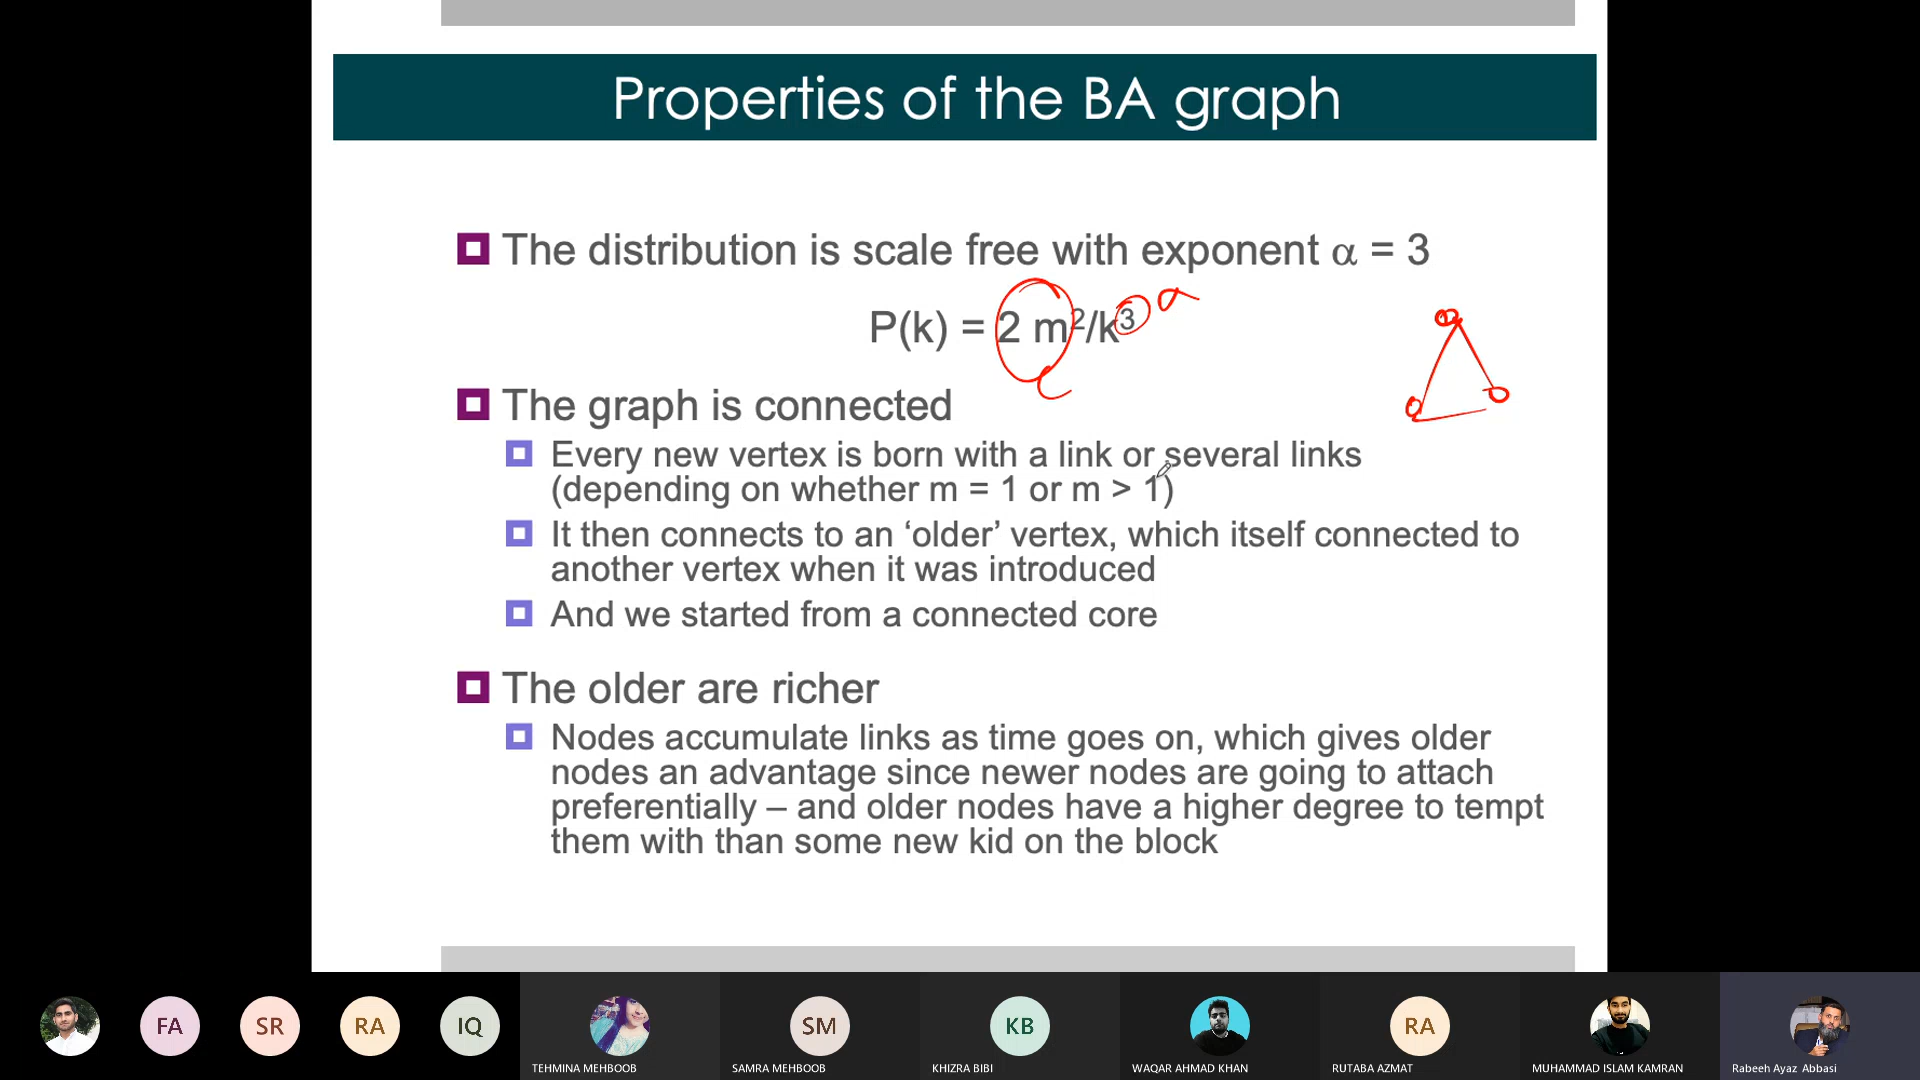 Properties of the BA graph
The distribution is scale free with exponent α = 3
P(k) = 2 m²/k³ α
c
The graph is connected
Every new vertex is born with a link or several links
(depending on whether m = 1 or m > 1)
It then connects to an ‘older’ vertex, which itself connected to
another vertex when it was introduced
And we started from a connected core
The older are richer
Nodes accumulate links as time goes on, which gives older
nodes an advantage since newer nodes are going to attach
preferentially – and older nodes have a higher degree to tempt
them with than some new kid on the block
FA SR RA IQ SM KB RA
TEHMINA MEHBOOB SAMRA MEHBOOB KHIZRA BIBI WAQAR AHMAD KHAN RUTABA AZMAT MUHAMMAD ISLAM KAMRAN Rabeeh Ayaz Abbasi